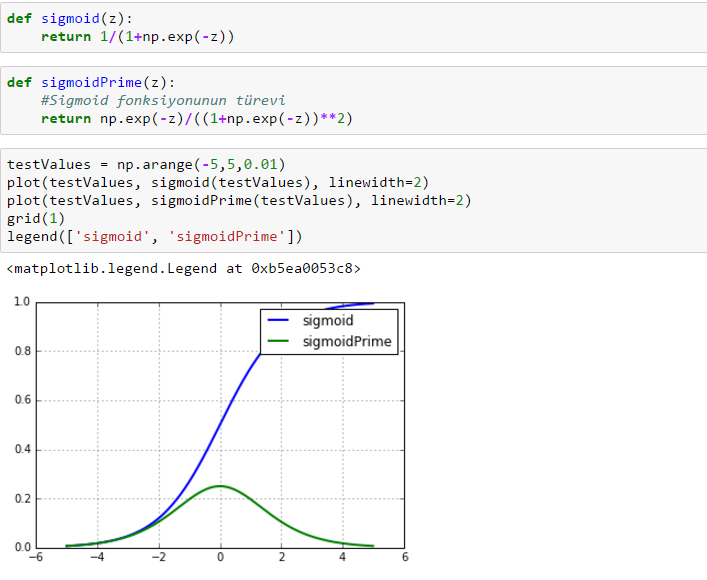 def sigmoid(z):
    return 1/(1+np.exp(-z))
def sigmoidPrime(z):
    #Sigmoid fonksiyonunun türevi
    return np.exp(-z)/((1+np.exp(-z))**2)
testValues = np.arange(-5,5,0.01)
plot(testValues, sigmoid(testValues), linewidth=2)
plot(testValues, sigmoidPrime(testValues), linewidth=2)
grid(1)
legend(['sigmoid', 'sigmoidPrime'])
<matplotlib.legend.Legend at 0xb5ea0053c8>
1.0
sigmoid
sigmoidPrime
0.8
0.6
0.4
0.2
0.0
−6 −4 −2 0 2 4 6